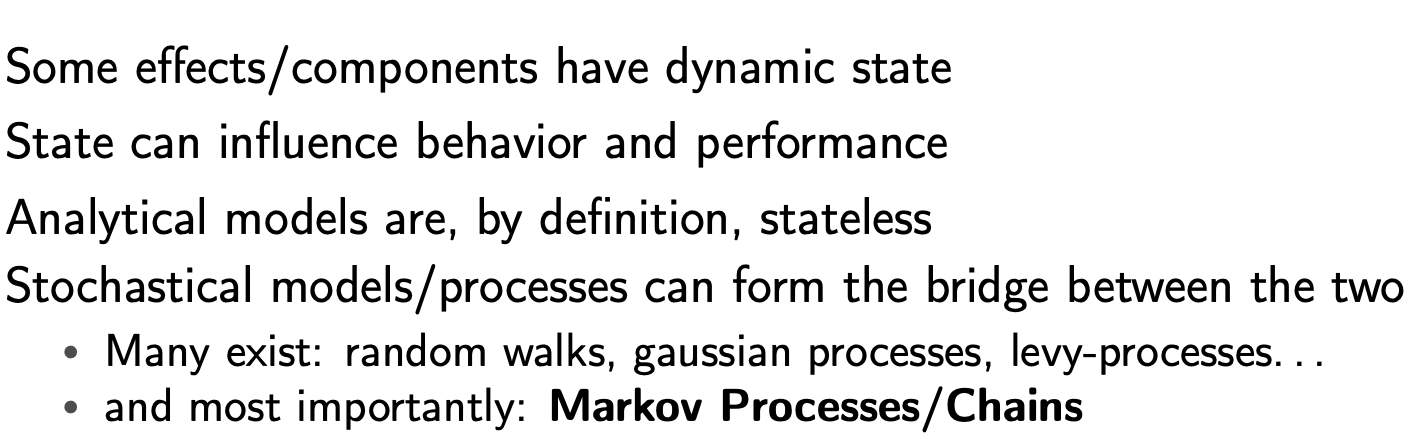 Some effects/components have dynamic state
State can influence behavior and performance
Analytical models are, by definition, stateless
Stochastical models/processes can form the bridge between the two
• Many exist: random walks, gaussian processes, levy-processes...
• and most importantly: Markov Processes/Chains